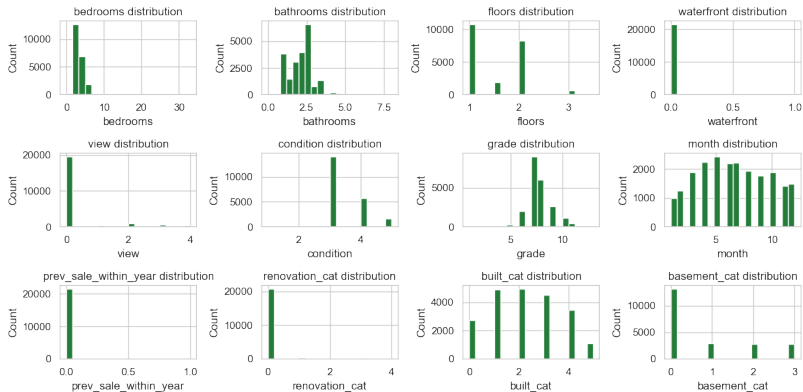 bedrooms distribution
Count
10000
5000
0
0 10 20 30
bedrooms
bathrooms distribution
Count
5000
2500
0
0.0 2.5 5.0 7.5
bathrooms
floors distribution
Count
10000
5000
0
1 2 3
floors
waterfront distribution
Count
20000
10000
0
0.0 0.5 1.0
waterfront
view distribution
Count
20000
10000
0
0 2 4
view
condition distribution
Count
15000
10000
5000
0
2 4
condition
grade distribution
Count
5000
0
5 10
grade
month distribution
Count
2000
1000
0
5 10
month
prev_sale_within_year distribution
Count
20000
10000
0
0.0 0.5 1.0
prev_sale_within_year
renovation_cat distribution
Count
20000
10000
0
0 2 4
renovation_cat
built_cat distribution
Count
4000
2000
0
0 2 4
built_cat
basement_cat distribution
Count
10000
5000
0
0 1 2 3
basement_cat